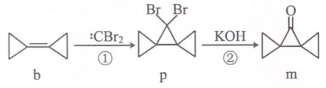 Br Br O
:CBr₂ KOH
① ②
b p m